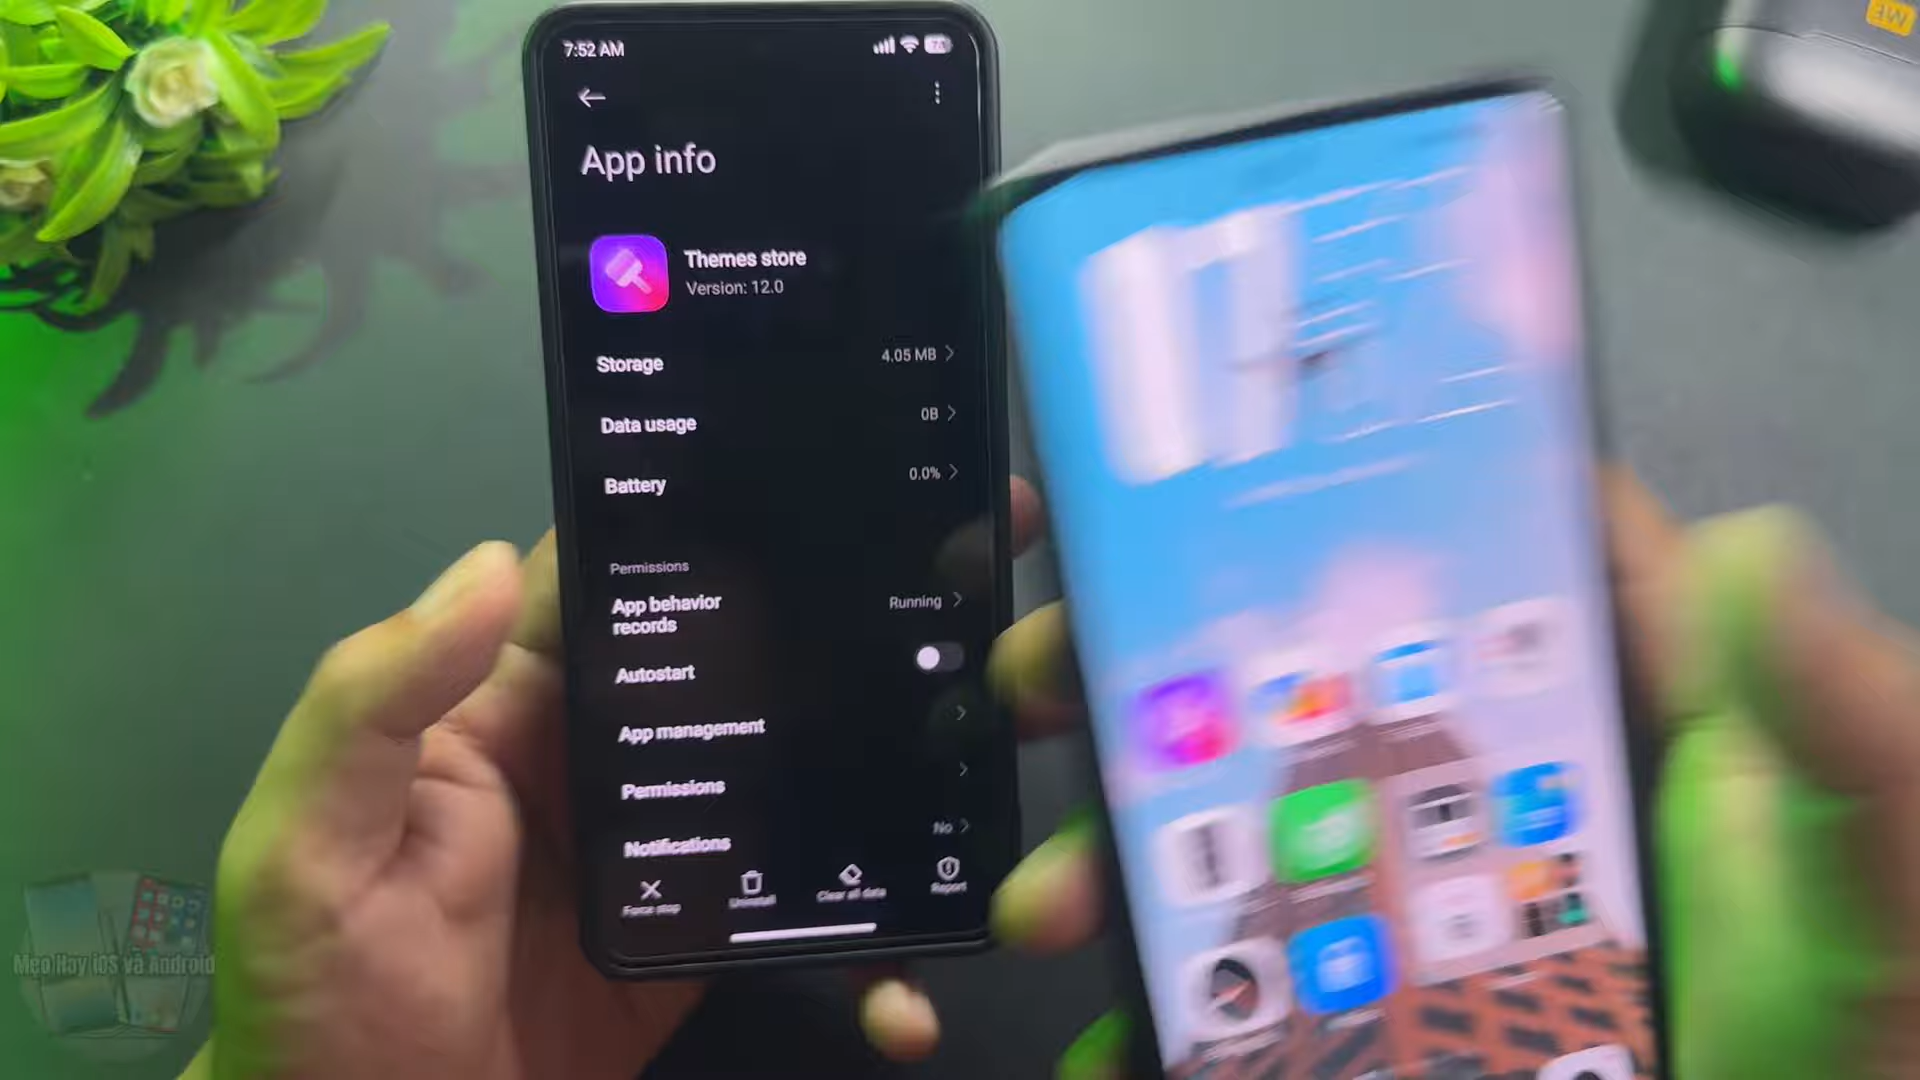 7:52 AM
74
App info
Themes store
Version: 12.0
Storage
4.05 MB
Data usage
0B
Battery
0.0%
Permissions
App behavior
records
Running
Autostart
App management
Permissions
Notifications
No
Force stop
Uninstall
Clear all data
Report
Mẹo Hay iOS và Android